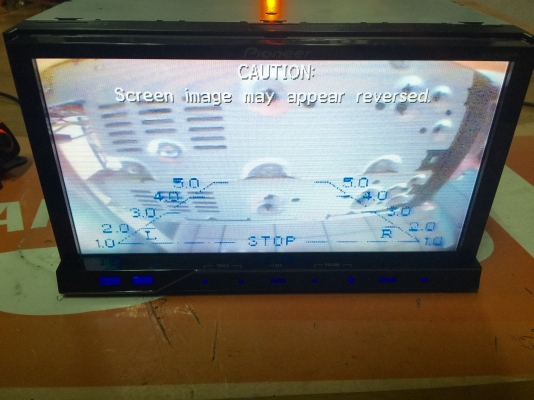 Pioneer
CAUTION:
Screen image may appear reversed.
5.0 5.0
4.0 4.0
3.0 3.0
2.0 L R 2.0
1.0 STOP 1.0